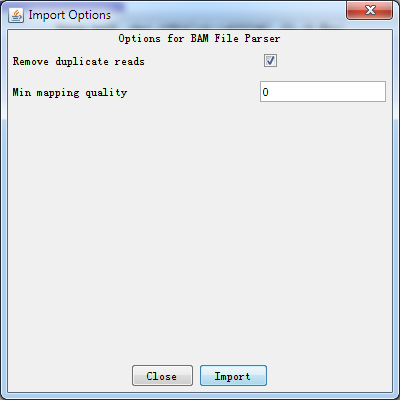 Import Options
Options for BAM File Parser
Remove duplicate reads
Min mapping quality 0
Close Import